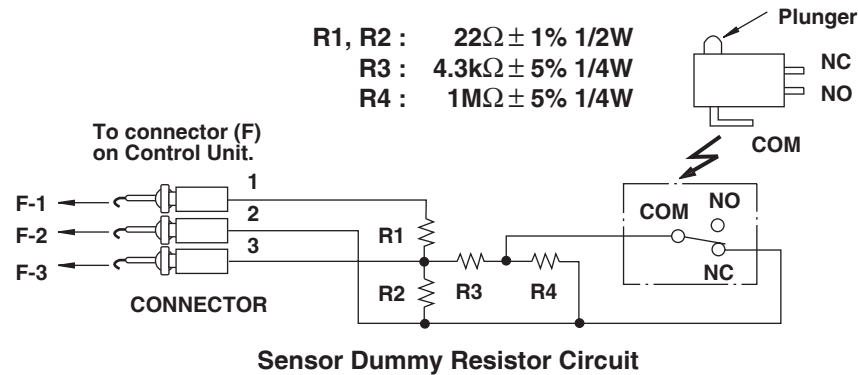 R1, R2 : 22Ω ± 1% 1/2W
R3 : 4.3kΩ ± 5% 1/4W
R4 : 1MΩ ± 5% 1/4W
Plunger
NC
NO
COM
To connector (F)
on Control Unit.
F-1
F-2
F-3
1
2
3
CONNECTOR
R1
R2
R3
R4
COM
NO
NC
Sensor Dummy Resistor Circuit